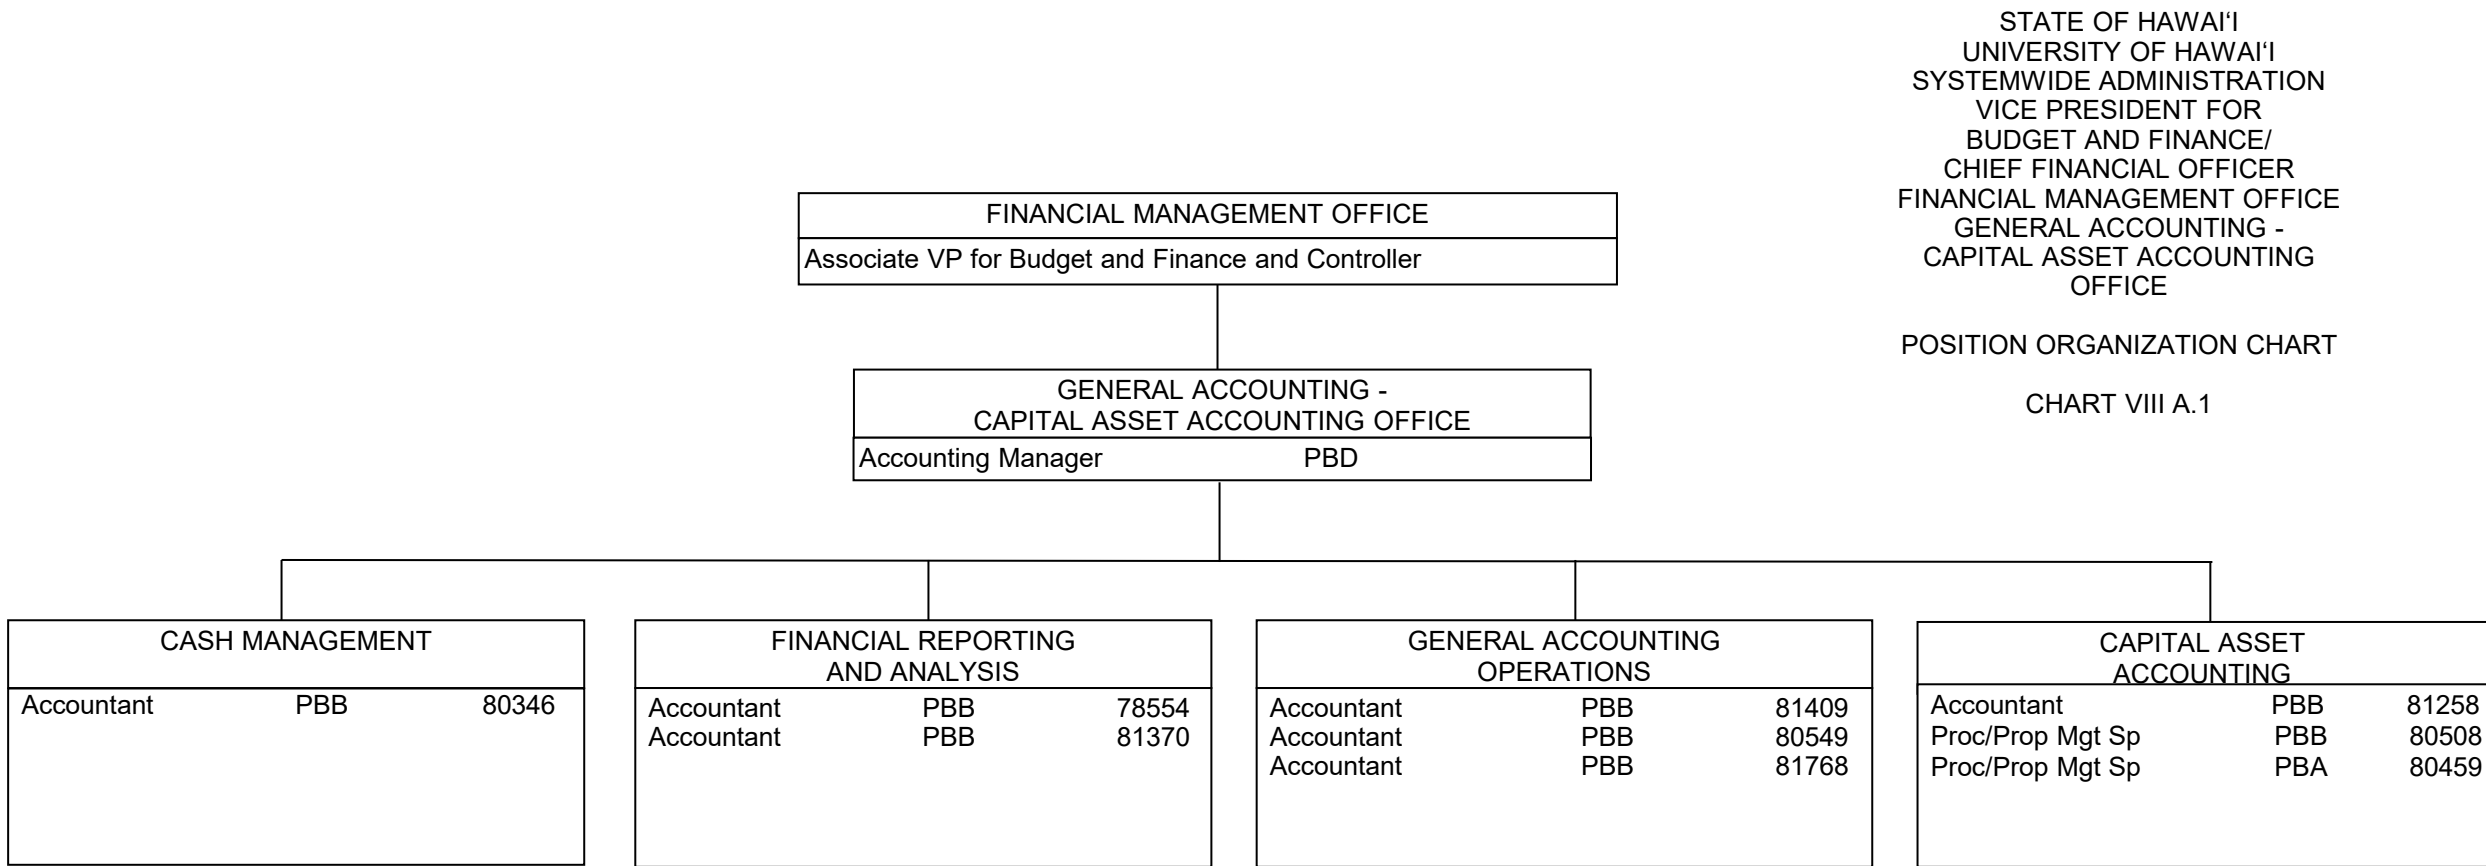 STATE OF HAWAI‘I
UNIVERSITY OF HAWAI‘I
SYSTEMWIDE ADMINISTRATION
VICE PRESIDENT FOR
BUDGET AND FINANCE/
CHIEF FINANCIAL OFFICER
FINANCIAL MANAGEMENT OFFICE
GENERAL ACCOUNTING -
CAPITAL ASSET ACCOUNTING
OFFICE
POSITION ORGANIZATION CHART
CHART VIII A.1
FINANCIAL MANAGEMENT OFFICE
Associate VP for Budget and Finance and Controller
GENERAL ACCOUNTING -
CAPITAL ASSET ACCOUNTING OFFICE
Accounting Manager PBD
CASH MANAGEMENT
Accountant PBB 80346
FINANCIAL REPORTING
AND ANALYSIS
Accountant PBB 78554
Accountant PBB 81370
GENERAL ACCOUNTING
OPERATIONS
Accountant PBB 81409
Accountant PBB 80549
Accountant PBB 81768
CAPITAL ASSET
ACCOUNTING
Accountant PBB 81258
Proc/Prop Mgt Sp PBB 80508
Proc/Prop Mgt Sp PBA 80459